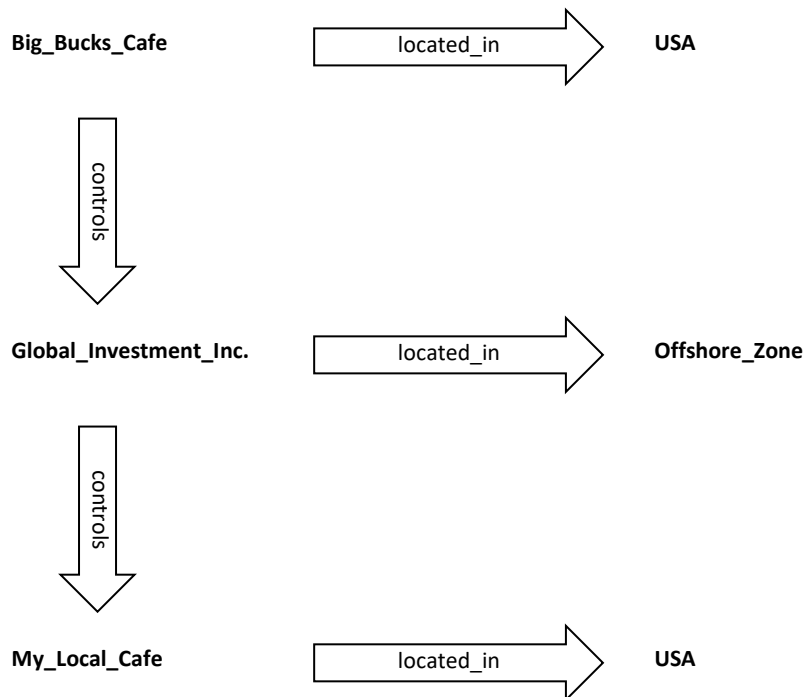 Big_Bucks_Cafe located_in USA
controls
Global_Investment_Inc. located_in Offshore_Zone
controls
My_Local_Cafe located_in USA